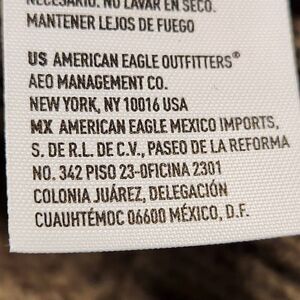 NECESARIO. NO LAVAR EN SECO.
MANTENER LEJOS DE FUEGO
US AMERICAN EAGLE OUTFITTERS®
AEO MANAGEMENT CO.
NEW YORK, NY 10016 USA
MX AMERICAN EAGLE MEXICO IMPORTS,
S. DE R.L. DE C.V., PASEO DE LA REFORMA
NO. 342 PISO 23-OFICINA 2301
COLONIA JUÁREZ, DELEGACIÓN
CUAUHTÉMOC 06600 MÉXICO, D.F.